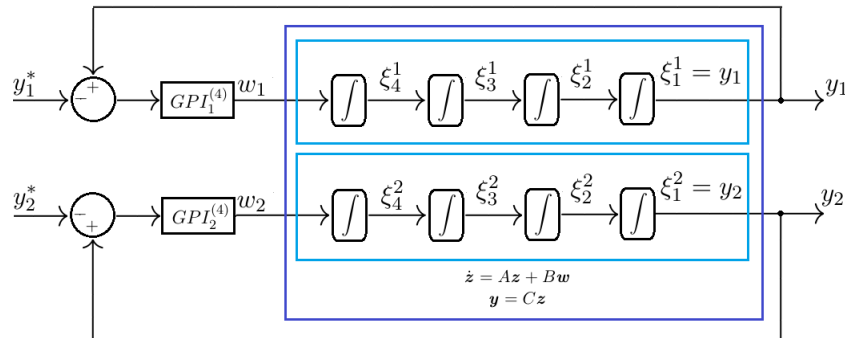 y₁* − + GPI₁⁽⁴⁾ w₁ ∫ ξ₄¹ ∫ ξ₃¹ ∫ ξ₂¹ ∫ ξ₁¹ = y₁ y₁
y₂* − + GPI₂⁽⁴⁾ w₂ ∫ ξ₄² ∫ ξ₃² ∫ ξ₂² ∫ ξ₁² = y₂ y₂
ż = Az + Bw
y = Cz